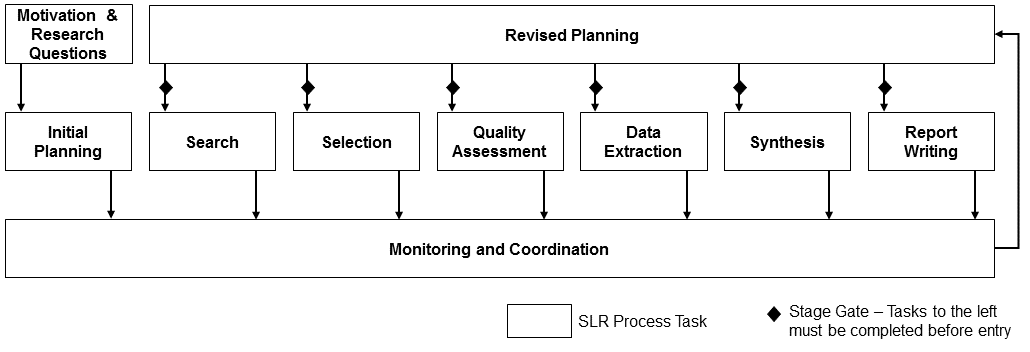 Motivation &
Research
Questions
Revised Planning
Initial
Planning
Search
Selection
Quality
Assessment
Data
Extraction
Synthesis
Report
Writing
Monitoring and Coordination
SLR Process Task
Stage Gate – Tasks to the left
must be completed before entry